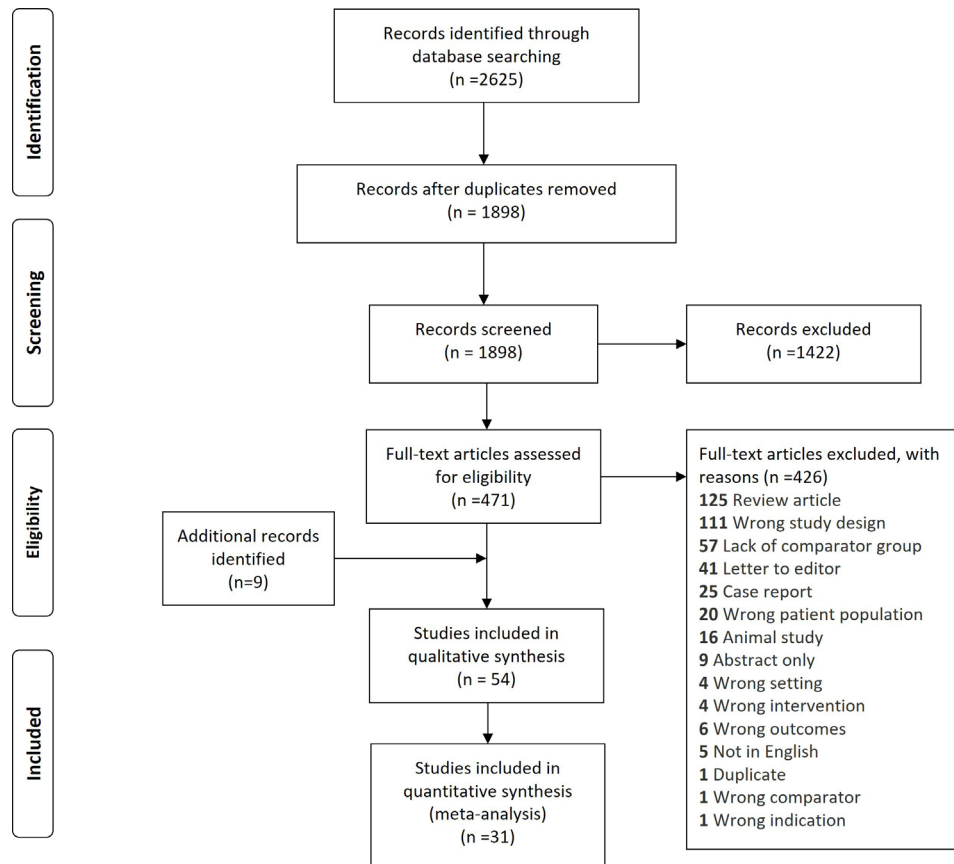 Identification
Records identified through
database searching
(n =2625)
Records after duplicates removed
(n = 1898)
Screening
Records screened
(n = 1898)
Records excluded
(n =1422)
Eligibility
Full-text articles assessed
for eligibility
(n =471)
Full-text articles excluded, with
reasons (n =426)
125 Review article
111 Wrong study design
57 Lack of comparator group
41 Letter to editor
25 Case report
20 Wrong patient population
16 Animal study
9 Abstract only
4 Wrong setting
4 Wrong intervention
6 Wrong outcomes
5 Not in English
1 Duplicate
1 Wrong comparator
1 Wrong indication
Additional records
identified
(n=9)
Included
Studies included in
qualitative synthesis
(n = 54)
Studies included in
quantitative synthesis
(meta-analysis)
(n =31)